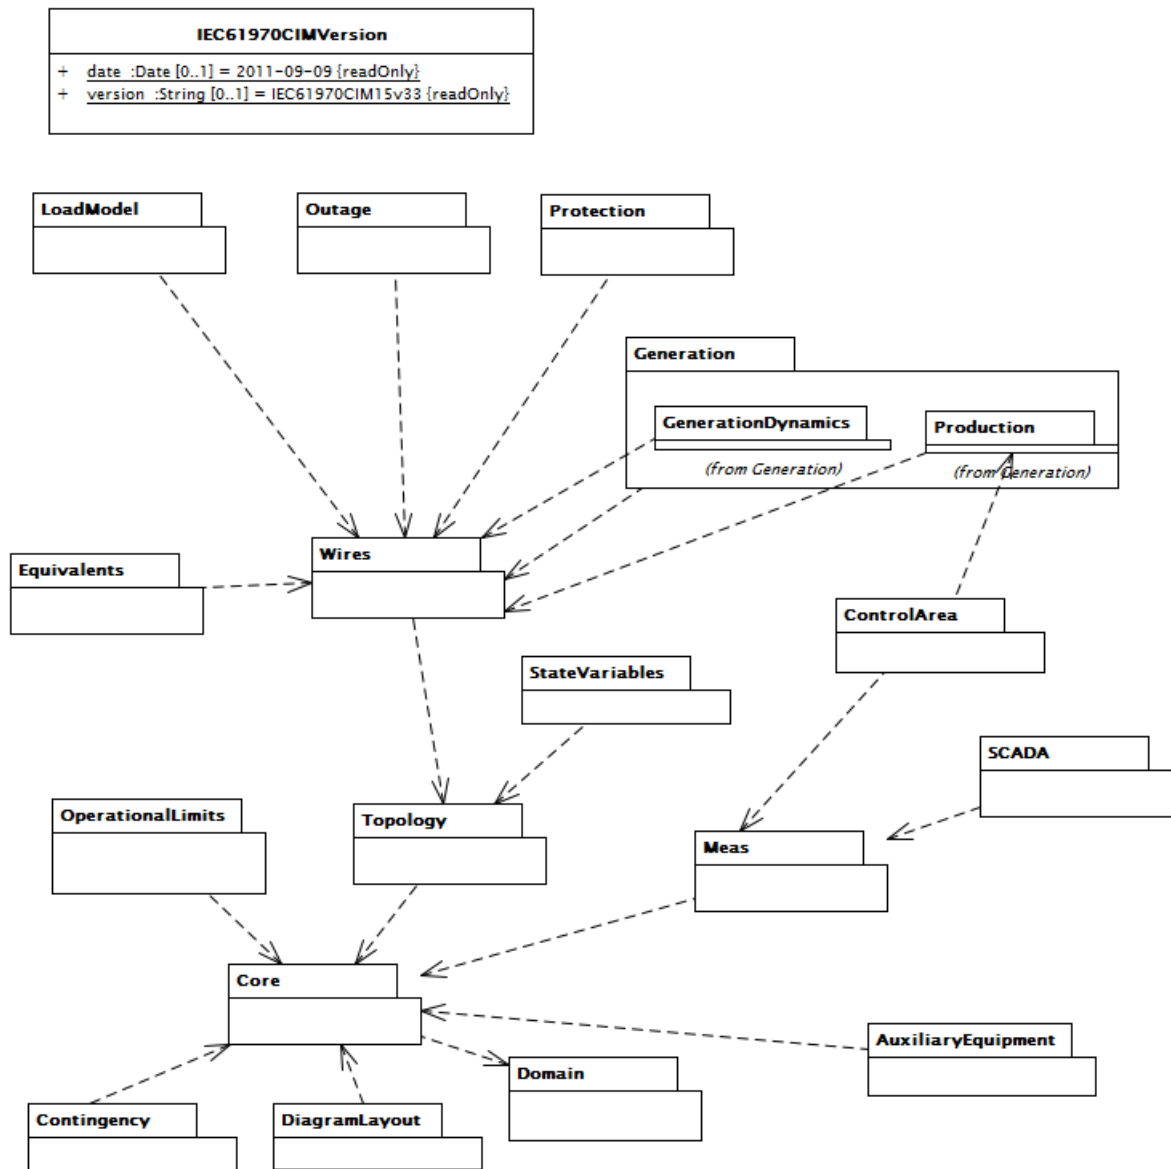 IEC61970CIMVersion
+ date :Date [0..1] = 2011-09-09 {readOnly}
+ version :String [0..1] = IEC61970CIM15v33 {readOnly}
LoadModel
Outage
Protection
Generation
GenerationDynamics
(from Generation)
Production
(from Generation)
Wires
Equivalents
ControlArea
StateVariables
SCADA
OperationalLimits
Topology
Meas
Core
AuxiliaryEquipment
Domain
Contingency
DiagramLayout